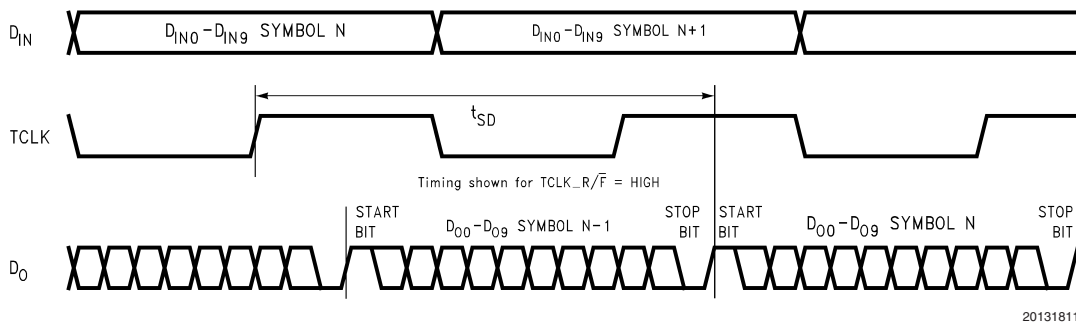 D_IN
D_IN0-D_IN9 SYMBOL N
D_IN0-D_IN9 SYMBOL N+1
t_SD
TCLK
Timing shown for TCLK_R/F̅ = HIGH
START BIT
D_O0-D_O9 SYMBOL N-1
STOP BIT
START BIT
D_O0-D_O9 SYMBOL N
STOP BIT
D_O
20131811